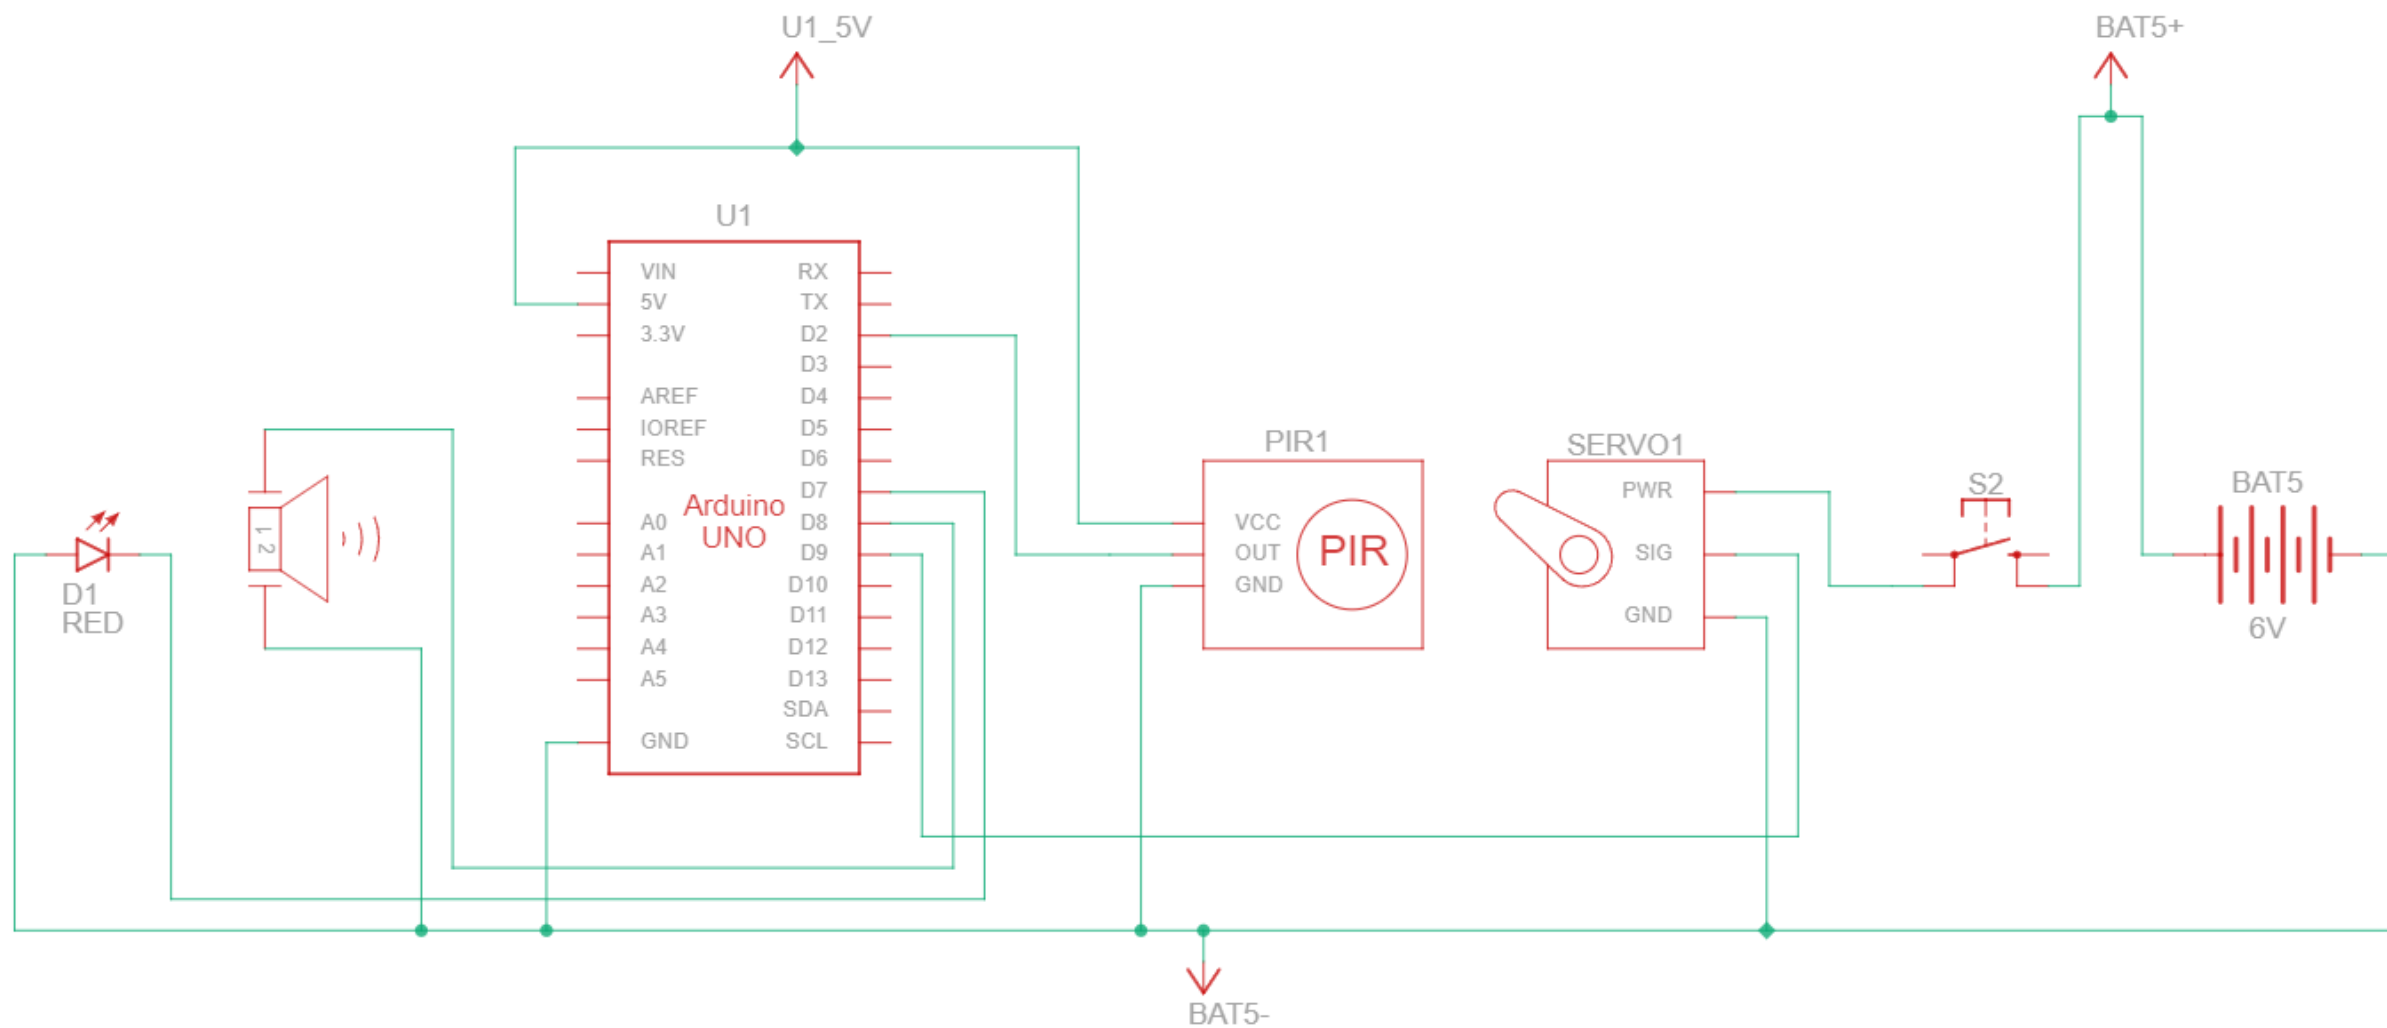 U1_5V
BAT5+
U1
VIN
5V
3.3V
AREF
IOREF
RES
A0
A1
A2
A3
A4
A5
GND
RX
TX
D2
D3
D4
D5
D6
D7
D8
D9
D10
D11
D12
D13
SDA
SCL
Arduino
UNO
1
2
D1
RED
PIR1
VCC
OUT
GND
PIR
SERVO1
PWR
SIG
GND
S2
BAT5
6V
BAT5-